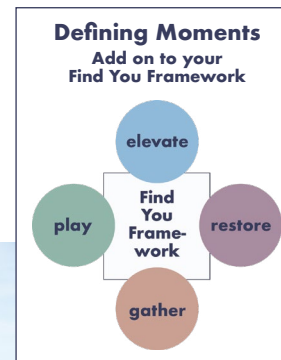 Defining Moments
Add on to your
Find You Framework
elevate
play
Find
You
Frame-
work
restore
gather